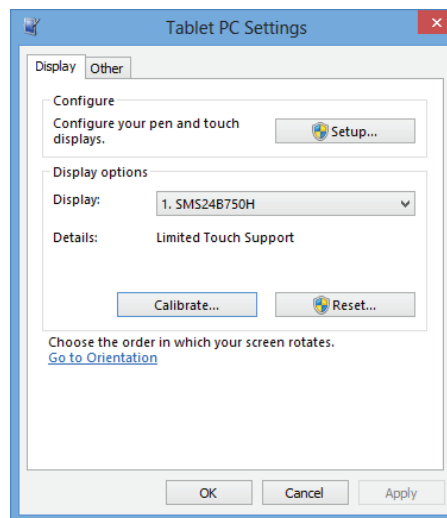 Tablet PC Settings
Display Other
Configure
Configure your pen and touch
displays.
Setup...
Display options
Display: 1. SMS24B750H
Details: Limited Touch Support
Calibrate... Reset...
Choose the order in which your screen rotates.
Go to Orientation
OK Cancel Apply